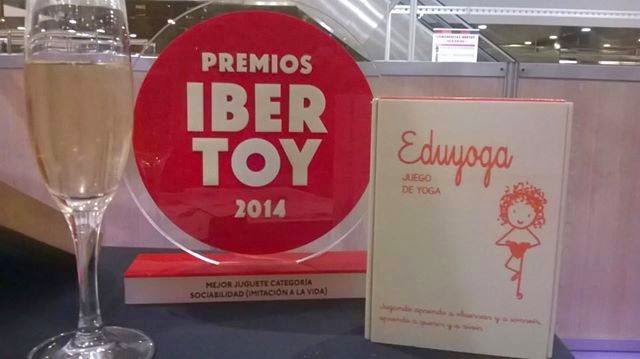 PREMIOS
IBER
TOY
2014
MEJOR JUGUETE CATEGORÍA
SOCIABILIDAD (IMITACIÓN A LA VIDA)
Eduyoga
JUEGO
DE YOGA
Jugando aprendo a observar y a sonreír,
aprendo a querer y a vivir